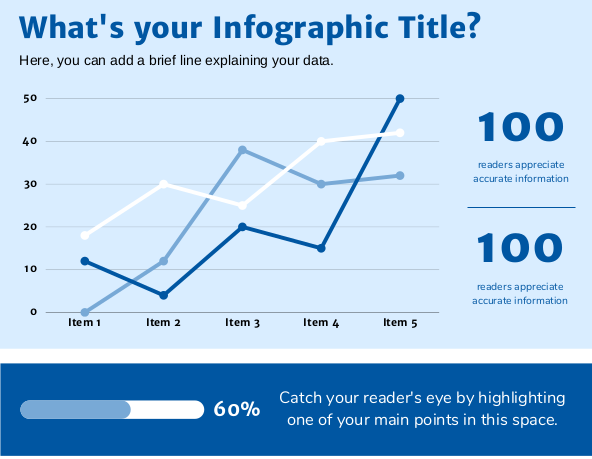 What's your Infographic Title?
Here, you can add a brief line explaining your data.
50
40
30
20
10
0
Item 1 Item 2 Item 3 Item 4 Item 5
100
readers appreciate
accurate information
100
readers appreciate
accurate information
60%
Catch your reader's eye by highlighting
one of your main points in this space.